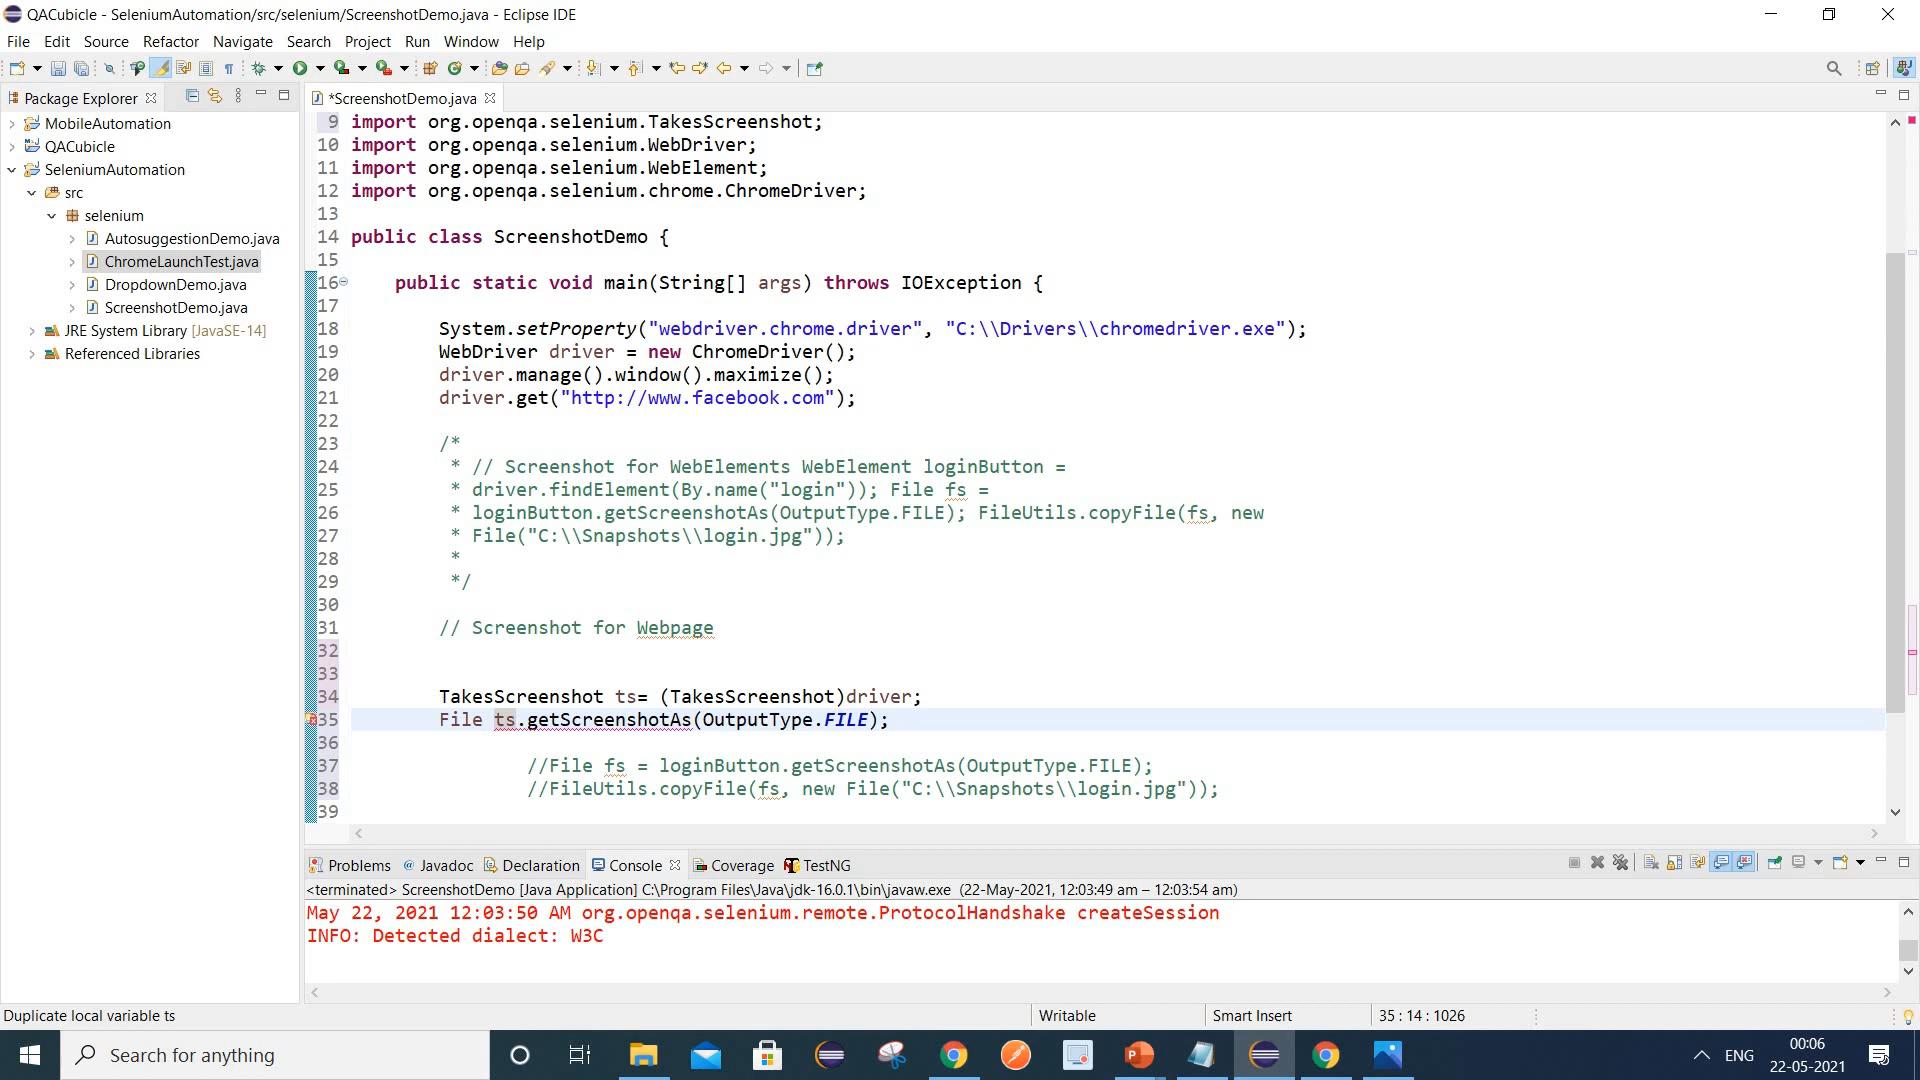 QACubicle - SeleniumAutomation/src/selenium/ScreenshotDemo.java - Eclipse IDE
File Edit Source Refactor Navigate Search Project Run Window Help
Package Explorer
MobileAutomation
QACubicle
SeleniumAutomation
src
selenium
AutosuggestionDemo.java
ChromeLaunchTest.java
DropdownDemo.java
ScreenshotDemo.java
JRE System Library [JavaSE-14]
Referenced Libraries
*ScreenshotDemo.java
9 import org.openqa.selenium.TakesScreenshot;
10 import org.openqa.selenium.WebDriver;
11 import org.openqa.selenium.WebElement;
12 import org.openqa.selenium.chrome.ChromeDriver;
13
14 public class ScreenshotDemo {
15
16 public static void main(String[] args) throws IOException {
17
18 System.setProperty("webdriver.chrome.driver", "C:\\Drivers\\chromedriver.exe");
19 WebDriver driver = new ChromeDriver();
20 driver.manage().window().maximize();
21 driver.get("http://www.facebook.com");
22
23 /*
24 * // Screenshot for WebElements WebElement loginButton =
25 * driver.findElement(By.name("login")); File fs =
26 * loginButton.getScreenshotAs(OutputType.FILE); FileUtils.copyFile(fs, new
27 * File("C:\\Snapshots\\login.jpg"));
28 *
29 */
30
31 // Screenshot for Webpage
32
33
34 TakesScreenshot ts= (TakesScreenshot)driver;
35 File ts.getScreenshotAs(OutputType.FILE);
36
37 //File fs = loginButton.getScreenshotAs(OutputType.FILE);
38 //FileUtils.copyFile(fs, new File("C:\\Snapshots\\login.jpg"));
39
Problems Javadoc Declaration Console Coverage TestNG
<terminated> ScreenshotDemo [Java Application] C:\Program Files\Java\jdk-16.0.1\bin\javaw.exe (22-May-2021, 12:03:49 am – 12:03:54 am)
May 22, 2021 12:03:50 AM org.openqa.selenium.remote.ProtocolHandshake createSession
INFO: Detected dialect: W3C
Duplicate local variable ts
Writable
Smart Insert
35 : 14 : 1026
Search for anything
ENG
00:06
22-05-2021